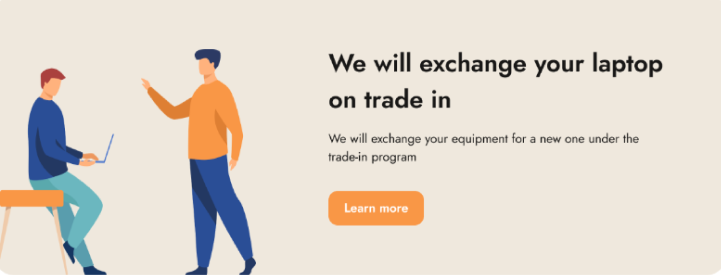 We will exchange your laptop
on trade in
We will exchange your equipment for a new one under the
trade-in program
Learn more